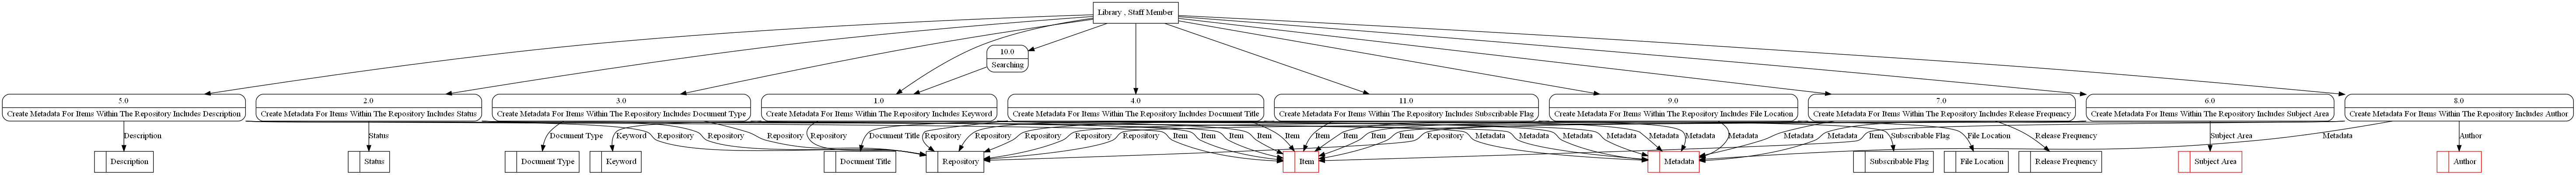 Library , Staff Member
10.0
Searching
5.0
Create Metadata For Items Within The Repository Includes Description
2.0
Create Metadata For Items Within The Repository Includes Status
3.0
Create Metadata For Items Within The Repository Includes Document Type
1.0
Create Metadata For Items Within The Repository Includes Keyword
4.0
Create Metadata For Items Within The Repository Includes Document Title
11.0
Create Metadata For Items Within The Repository Includes Subscribable Flag
9.0
Create Metadata For Items Within The Repository Includes File Location
7.0
Create Metadata For Items Within The Repository Includes Release Frequency
6.0
Create Metadata For Items Within The Repository Includes Subject Area
8.0
Create Metadata For Items Within The Repository Includes Author
Description
Status
Document Type
Keyword
Repository
Repository
Repository
Repository
Document Title
Repository
Repository
Repository
Repository
Repository
Item
Item
Item
Item
Item
Item
Item
Item
Item
Repository
Metadata
Metadata
Metadata
Metadata
Metadata
Metadata
Metadata
Metadata
Metadata
Item
Subscribable Flag
File Location
Release Frequency
Subject Area
Metadata
Author
Description
Status
Document Type
Keyword
Document Title
Repository
Item
Metadata
Subscribable Flag
File Location
Release Frequency
Subject Area
Author